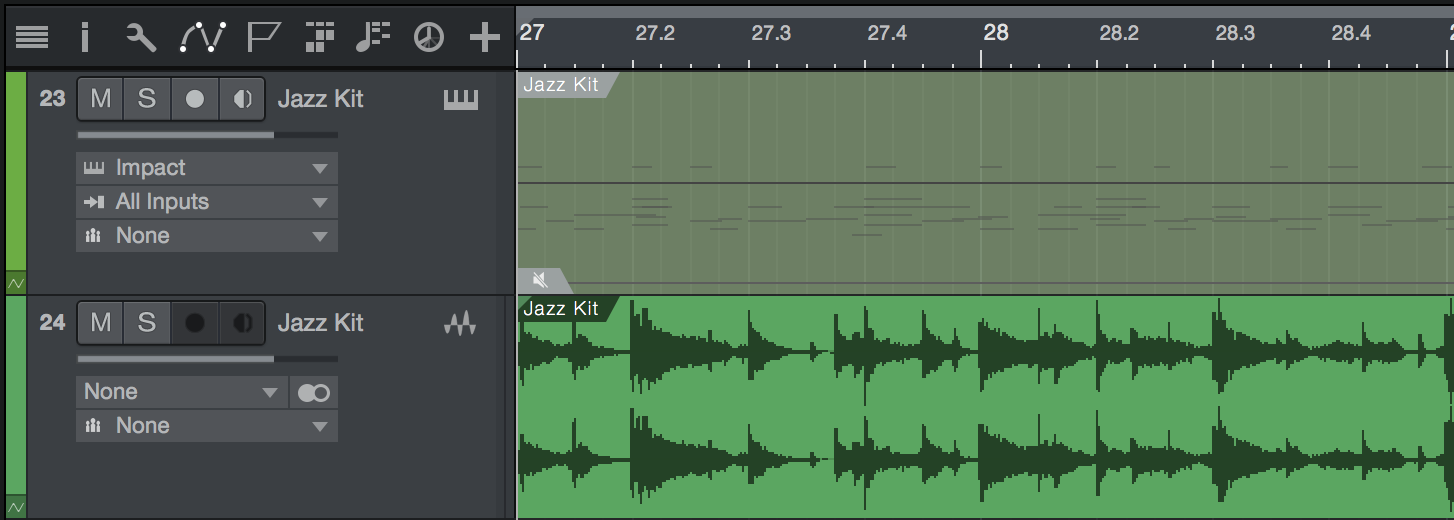 27 27.2 27.3 27.4 28 28.2 28.3 28.4
23 M S Jazz Kit
Jazz Kit
Impact
All Inputs
None
24 M S Jazz Kit
Jazz Kit
None
None